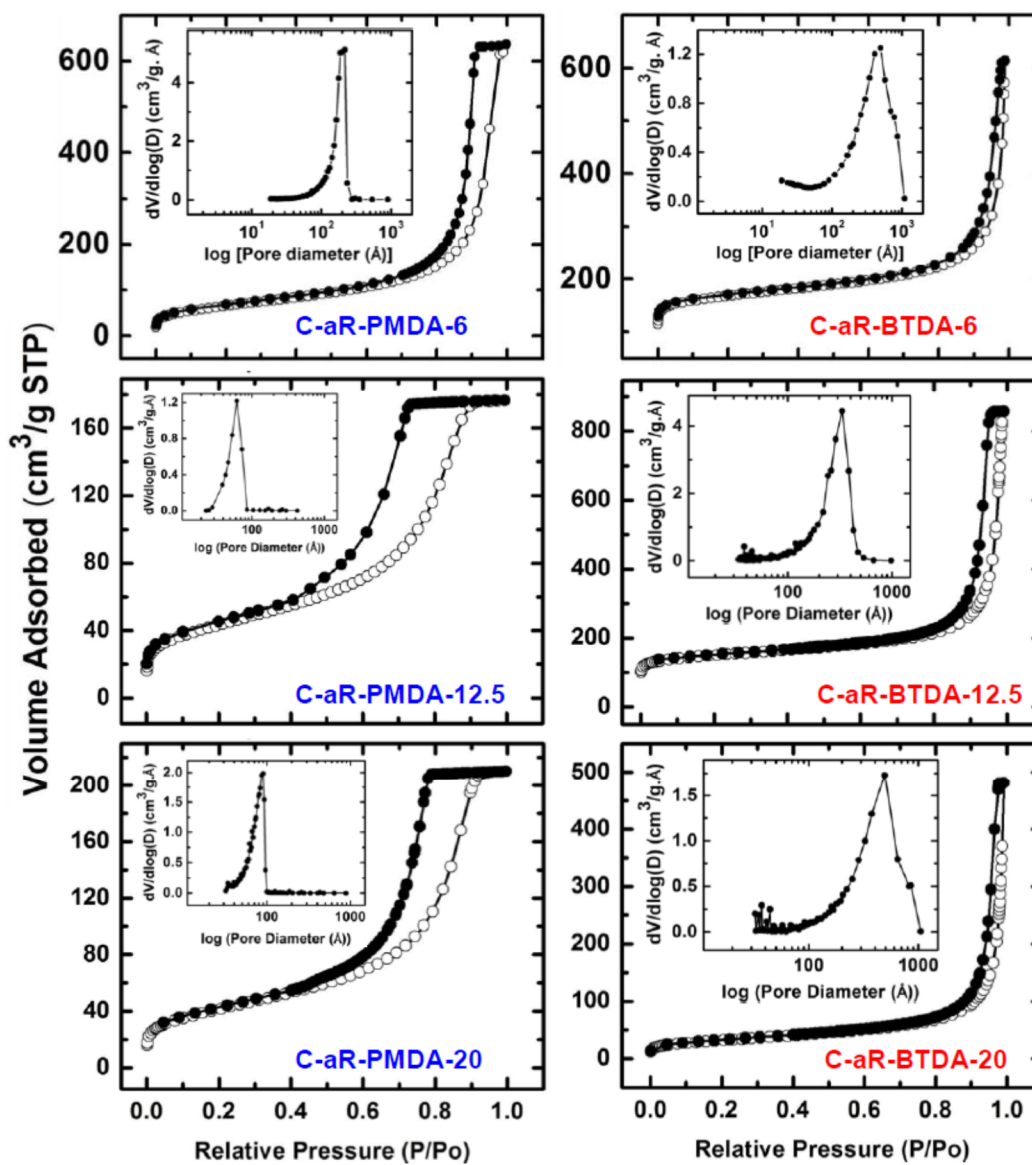 Volume Adsorbed (cm³/g STP)
600
400
200
0
dV/dlog(D) (cm³/g. Å)
4
2
0
10¹ 10² 10³
log [Pore diameter (Å)]
C-aR-PMDA-6
600
400
200
dV/dlog(D) (cm³/g. Å)
1.2
0.8
0.4
0.0
10¹ 10² 10³
log [Pore diameter (Å)]
C-aR-BTDA-6
160
120
80
40
0
dV/dlog(D) (cm³/g.Å)
1.2
0.8
0.4
0.0
100 1000
log (Pore Diameter (Å))
C-aR-PMDA-12.5
800
600
400
200
0
dV/dlog(D) (cm³/g.Å)
4
2
0
100 1000
log (Pore Diameter (Å))
C-aR-BTDA-12.5
200
160
120
80
40
0
dV/dlog(D) (cm³/g.Å)
2.0
1.5
1.0
0.5
0.0
100 1000
log (Pore Diameter (Å))
C-aR-PMDA-20
0.0 0.2 0.4 0.6 0.8 1.0
Relative Pressure (P/Po)
500
400
300
200
100
0
dV/dlog(D) (cm³/g.Å)
1.5
1.0
0.5
0.0
100 1000
log (Pore Diameter (Å))
C-aR-BTDA-20
0.0 0.2 0.4 0.6 0.8 1.0
Relative Pressure (P/Po)